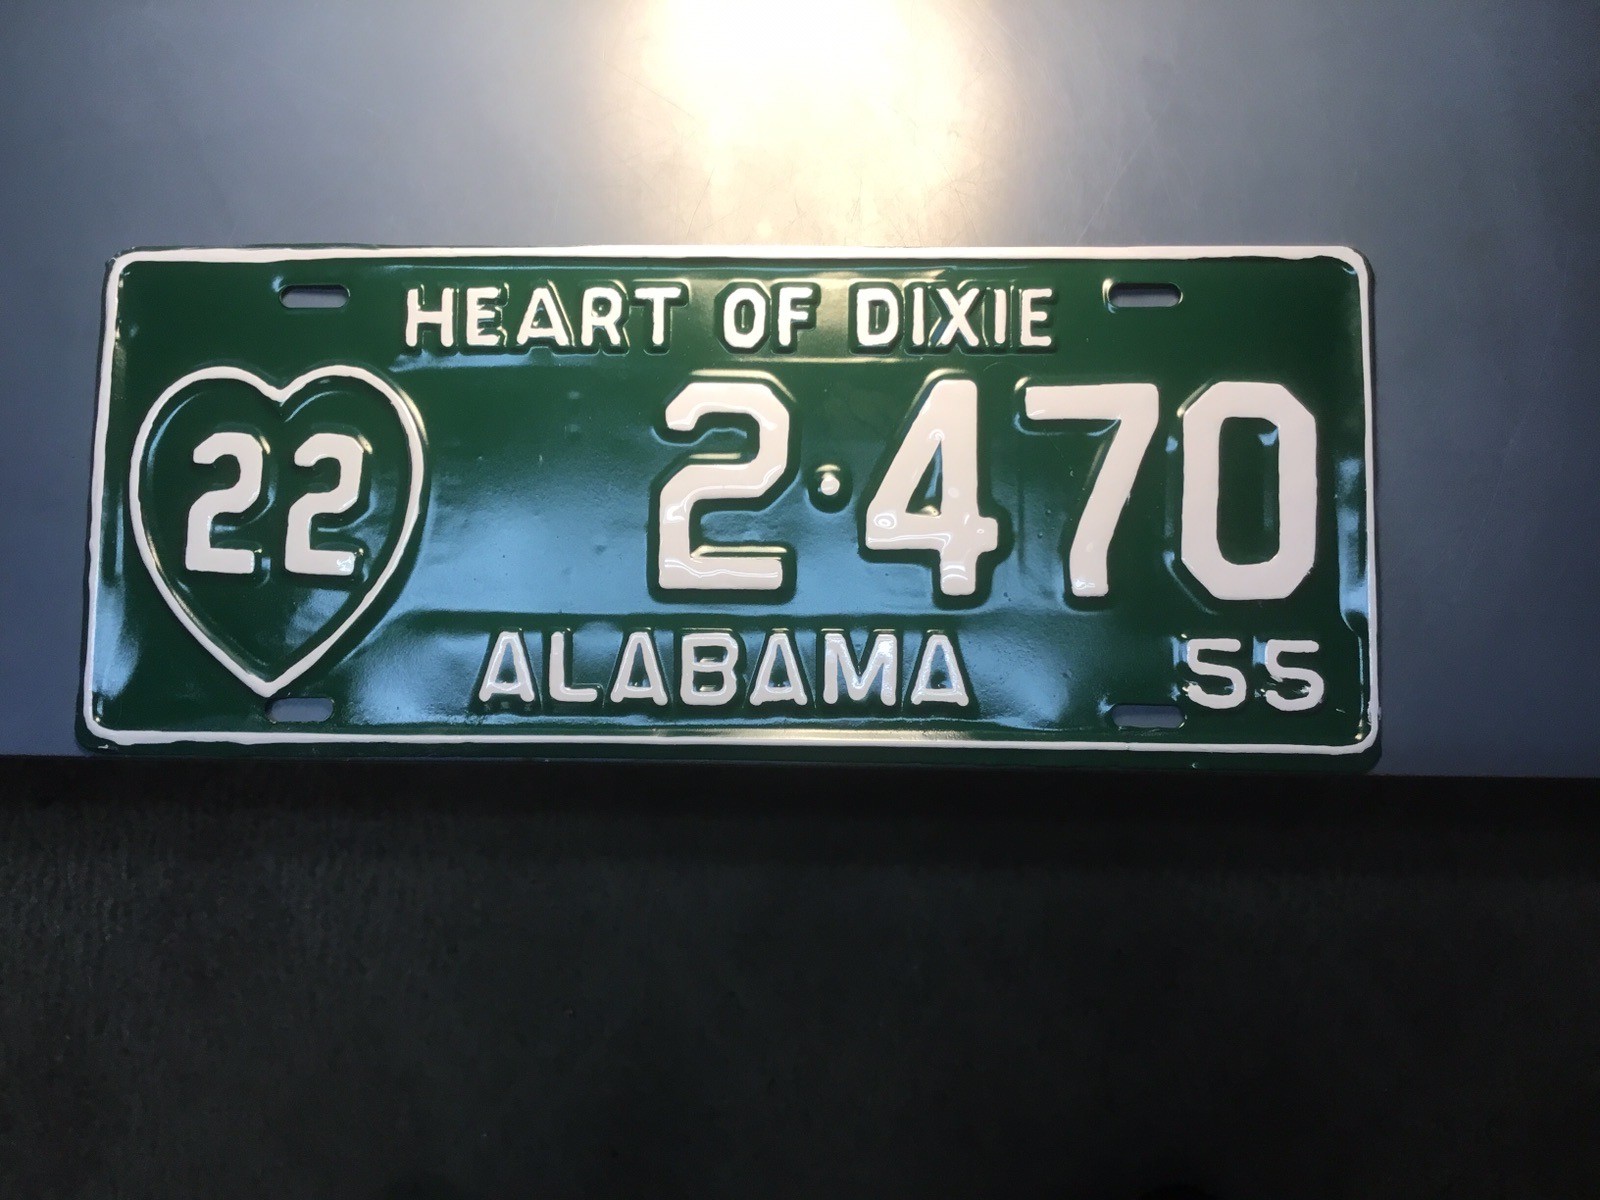 HEART OF DIXIE
22 2·470
ALABAMA 55